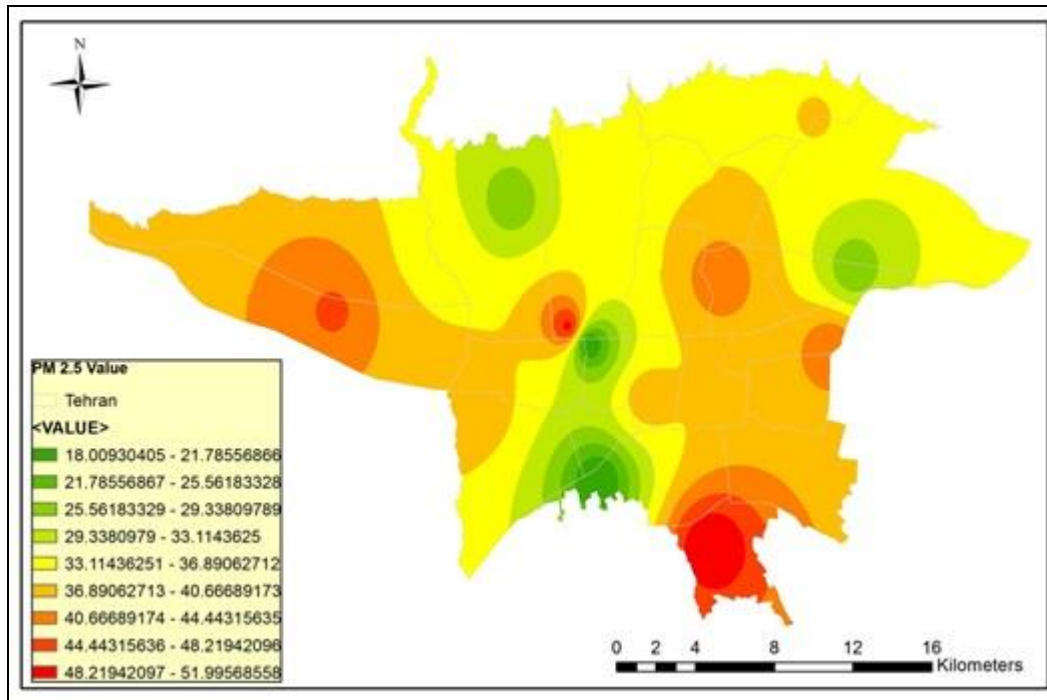 N
PM 2.5 Value
Tehran
<VALUE>
18.00930405 - 21.78556866
21.78556867 - 25.56183328
25.56183329 - 29.33809789
29.3380979 - 33.1143625
33.11436251 - 36.89062712
36.89062713 - 40.66689173
40.66689174 - 44.44315635
44.44315636 - 48.21942096
48.21942097 - 51.99568558
0 2 4 8 12 16
Kilometers